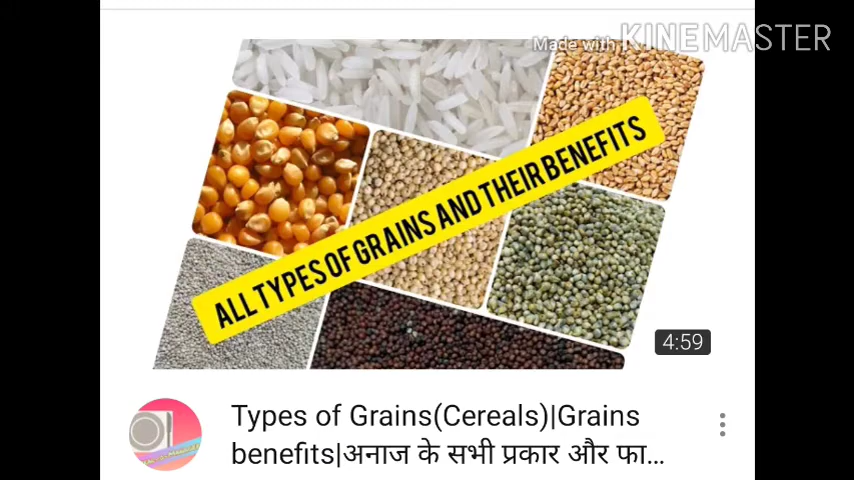 Made with KINEMASTER
ALL TYPES OF GRAINS AND THEIR BENEFITS
4:59
Types of Grains(Cereals)|Grains
benefits|अनाज के सभी प्रकार और फा...